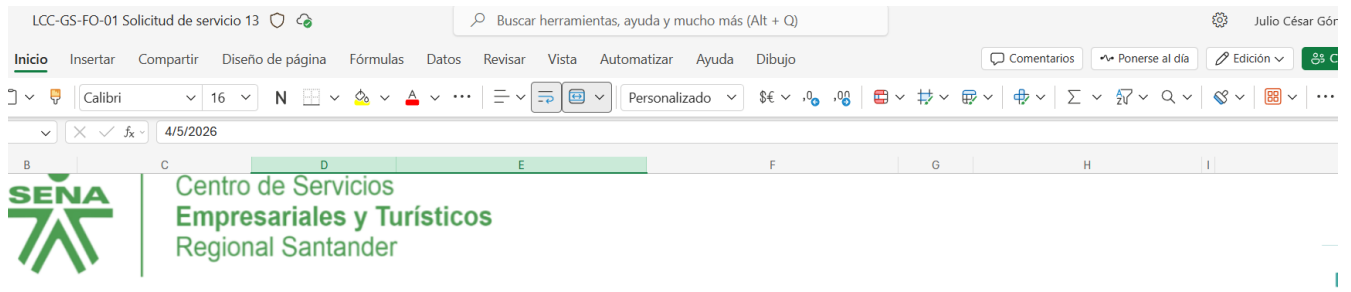 LCC-GS-FO-01 Solicitud de servicio 13
Buscar herramientas, ayuda y mucho más (Alt + Q)
Julio César Gór
Inicio Insertar Compartir Diseño de página Fórmulas Datos Revisar Vista Automatizar Ayuda Dibujo
Comentarios Ponerse al día Edición C
Calibri 16 N A Personalizado $€ ,0 ,00
fx 4/5/2026
B C D E F G H I
SENA
Centro de Servicios
Empresariales y Turísticos
Regional Santander